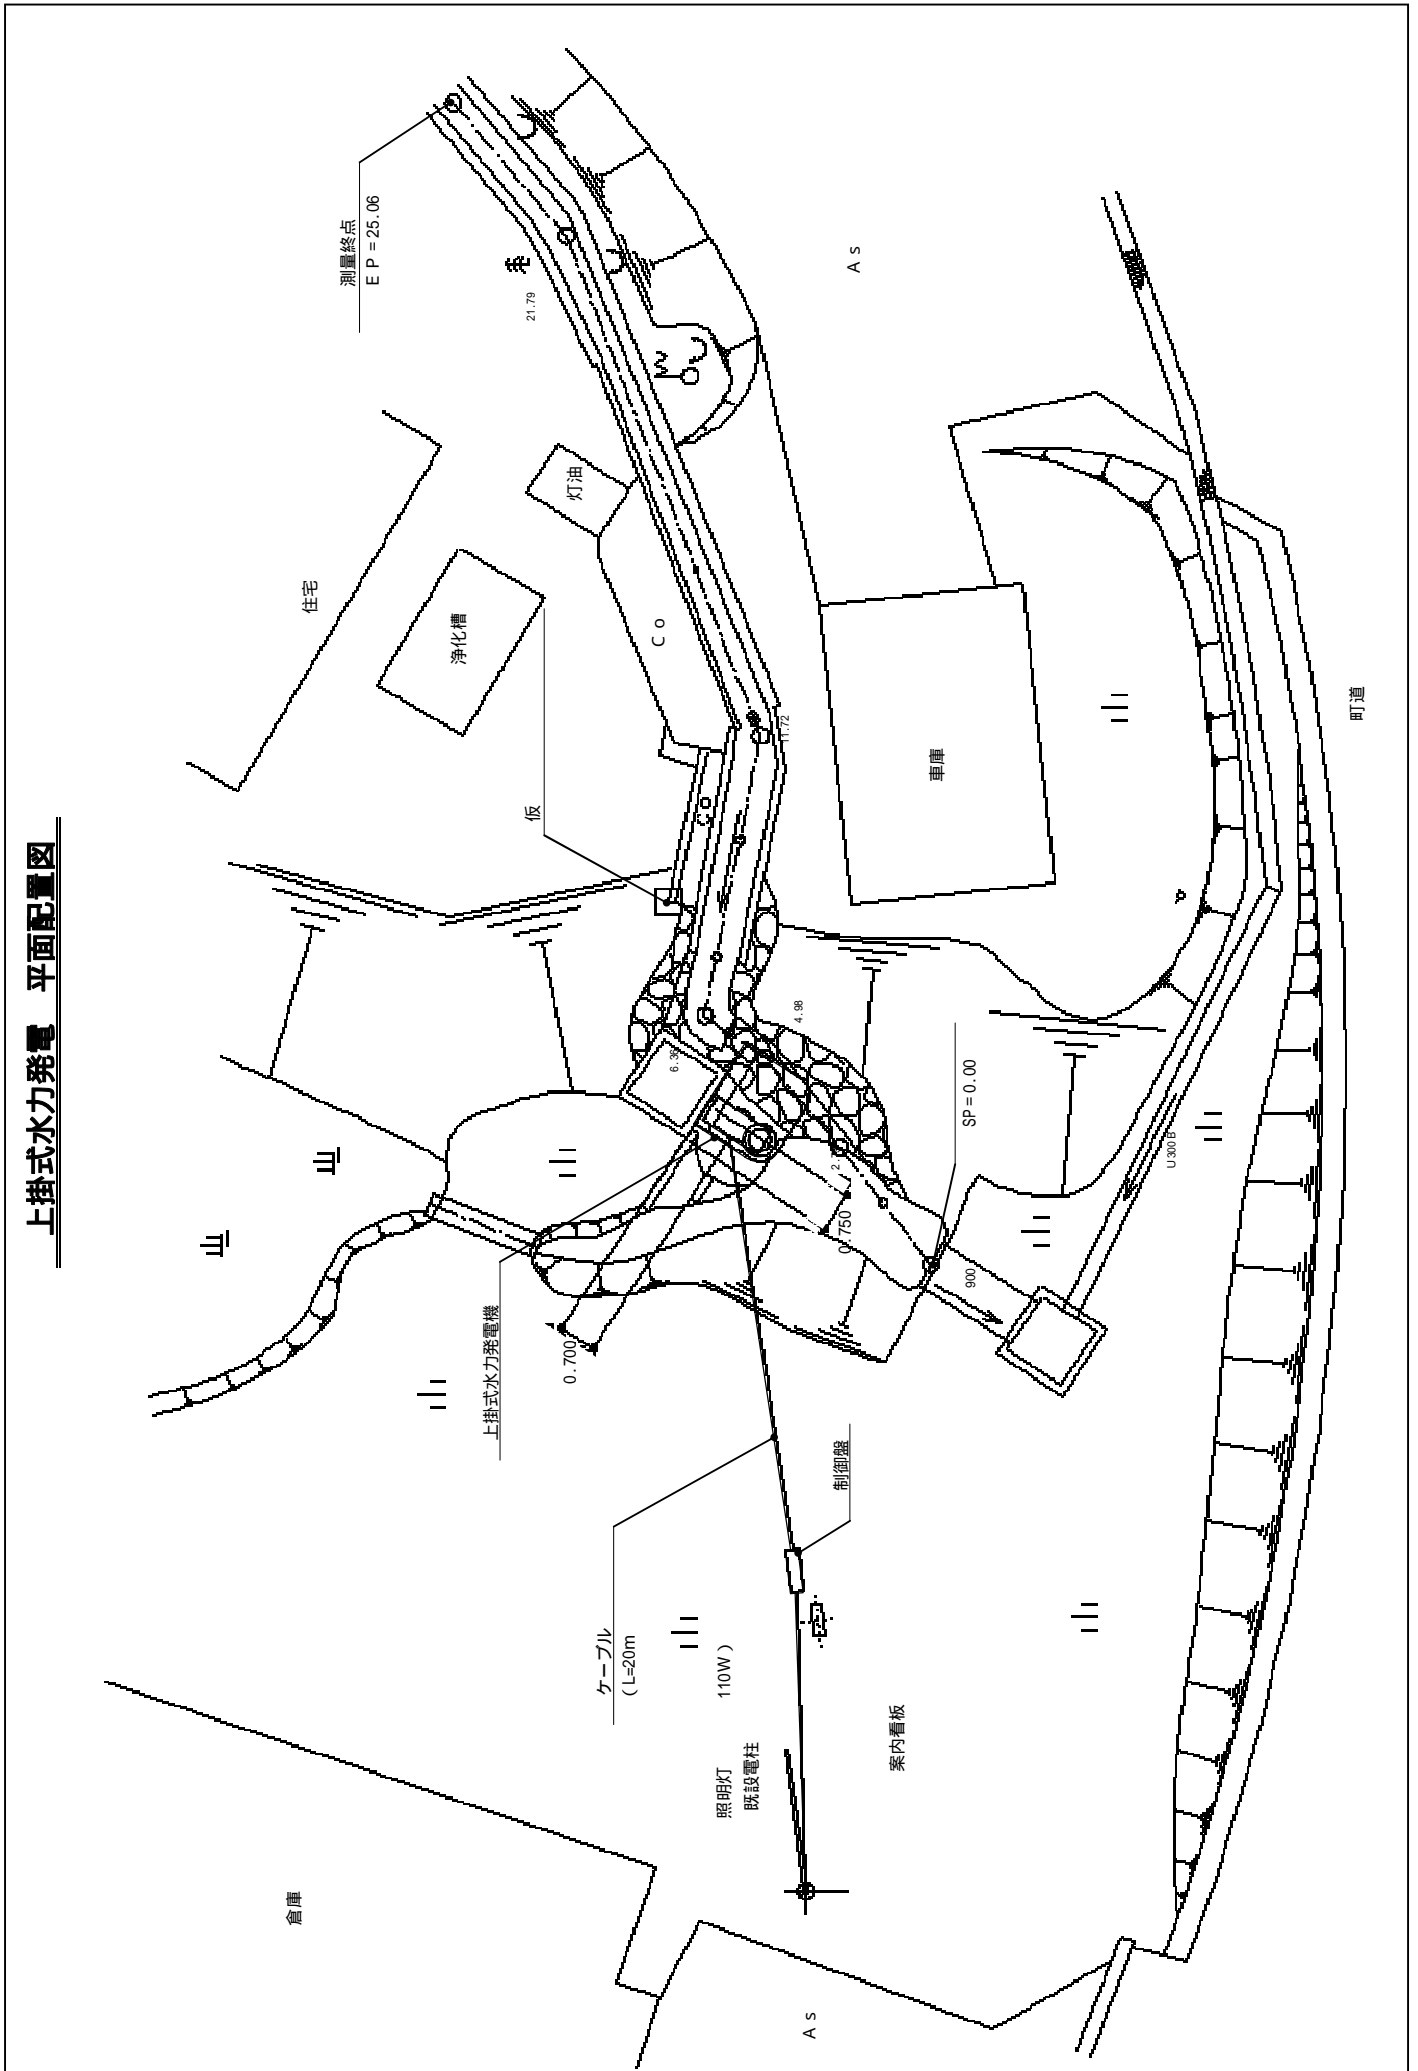 上掛式水力発電 平面配置図
測量終点
EP=25.06
21.79
As
住宅
灯油
浄化槽
Co
仮
Co
11.72
車庫
町道
4.98
6.36
SP=0.00
U300B
0.750
900
0.700
上掛式水力発電機
制御盤
ケーブル
(L=20m
110W)
照明灯
既設電柱
案内看板
倉庫
As